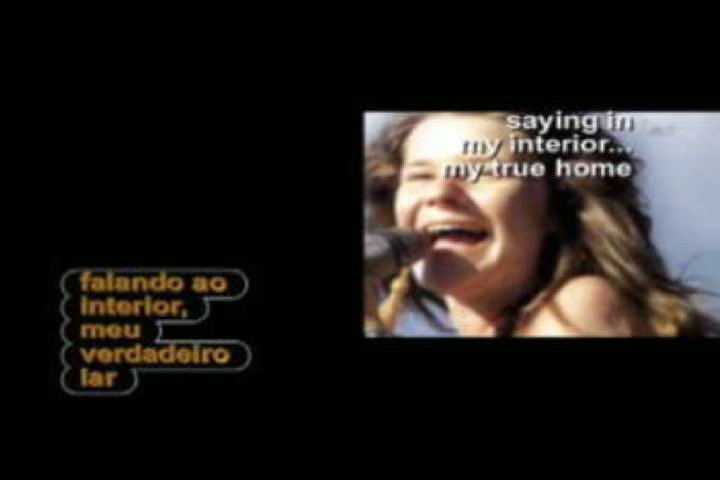 saying in
my interior...
my true home
falando ao
interior,
meu
verdadeiro
lar